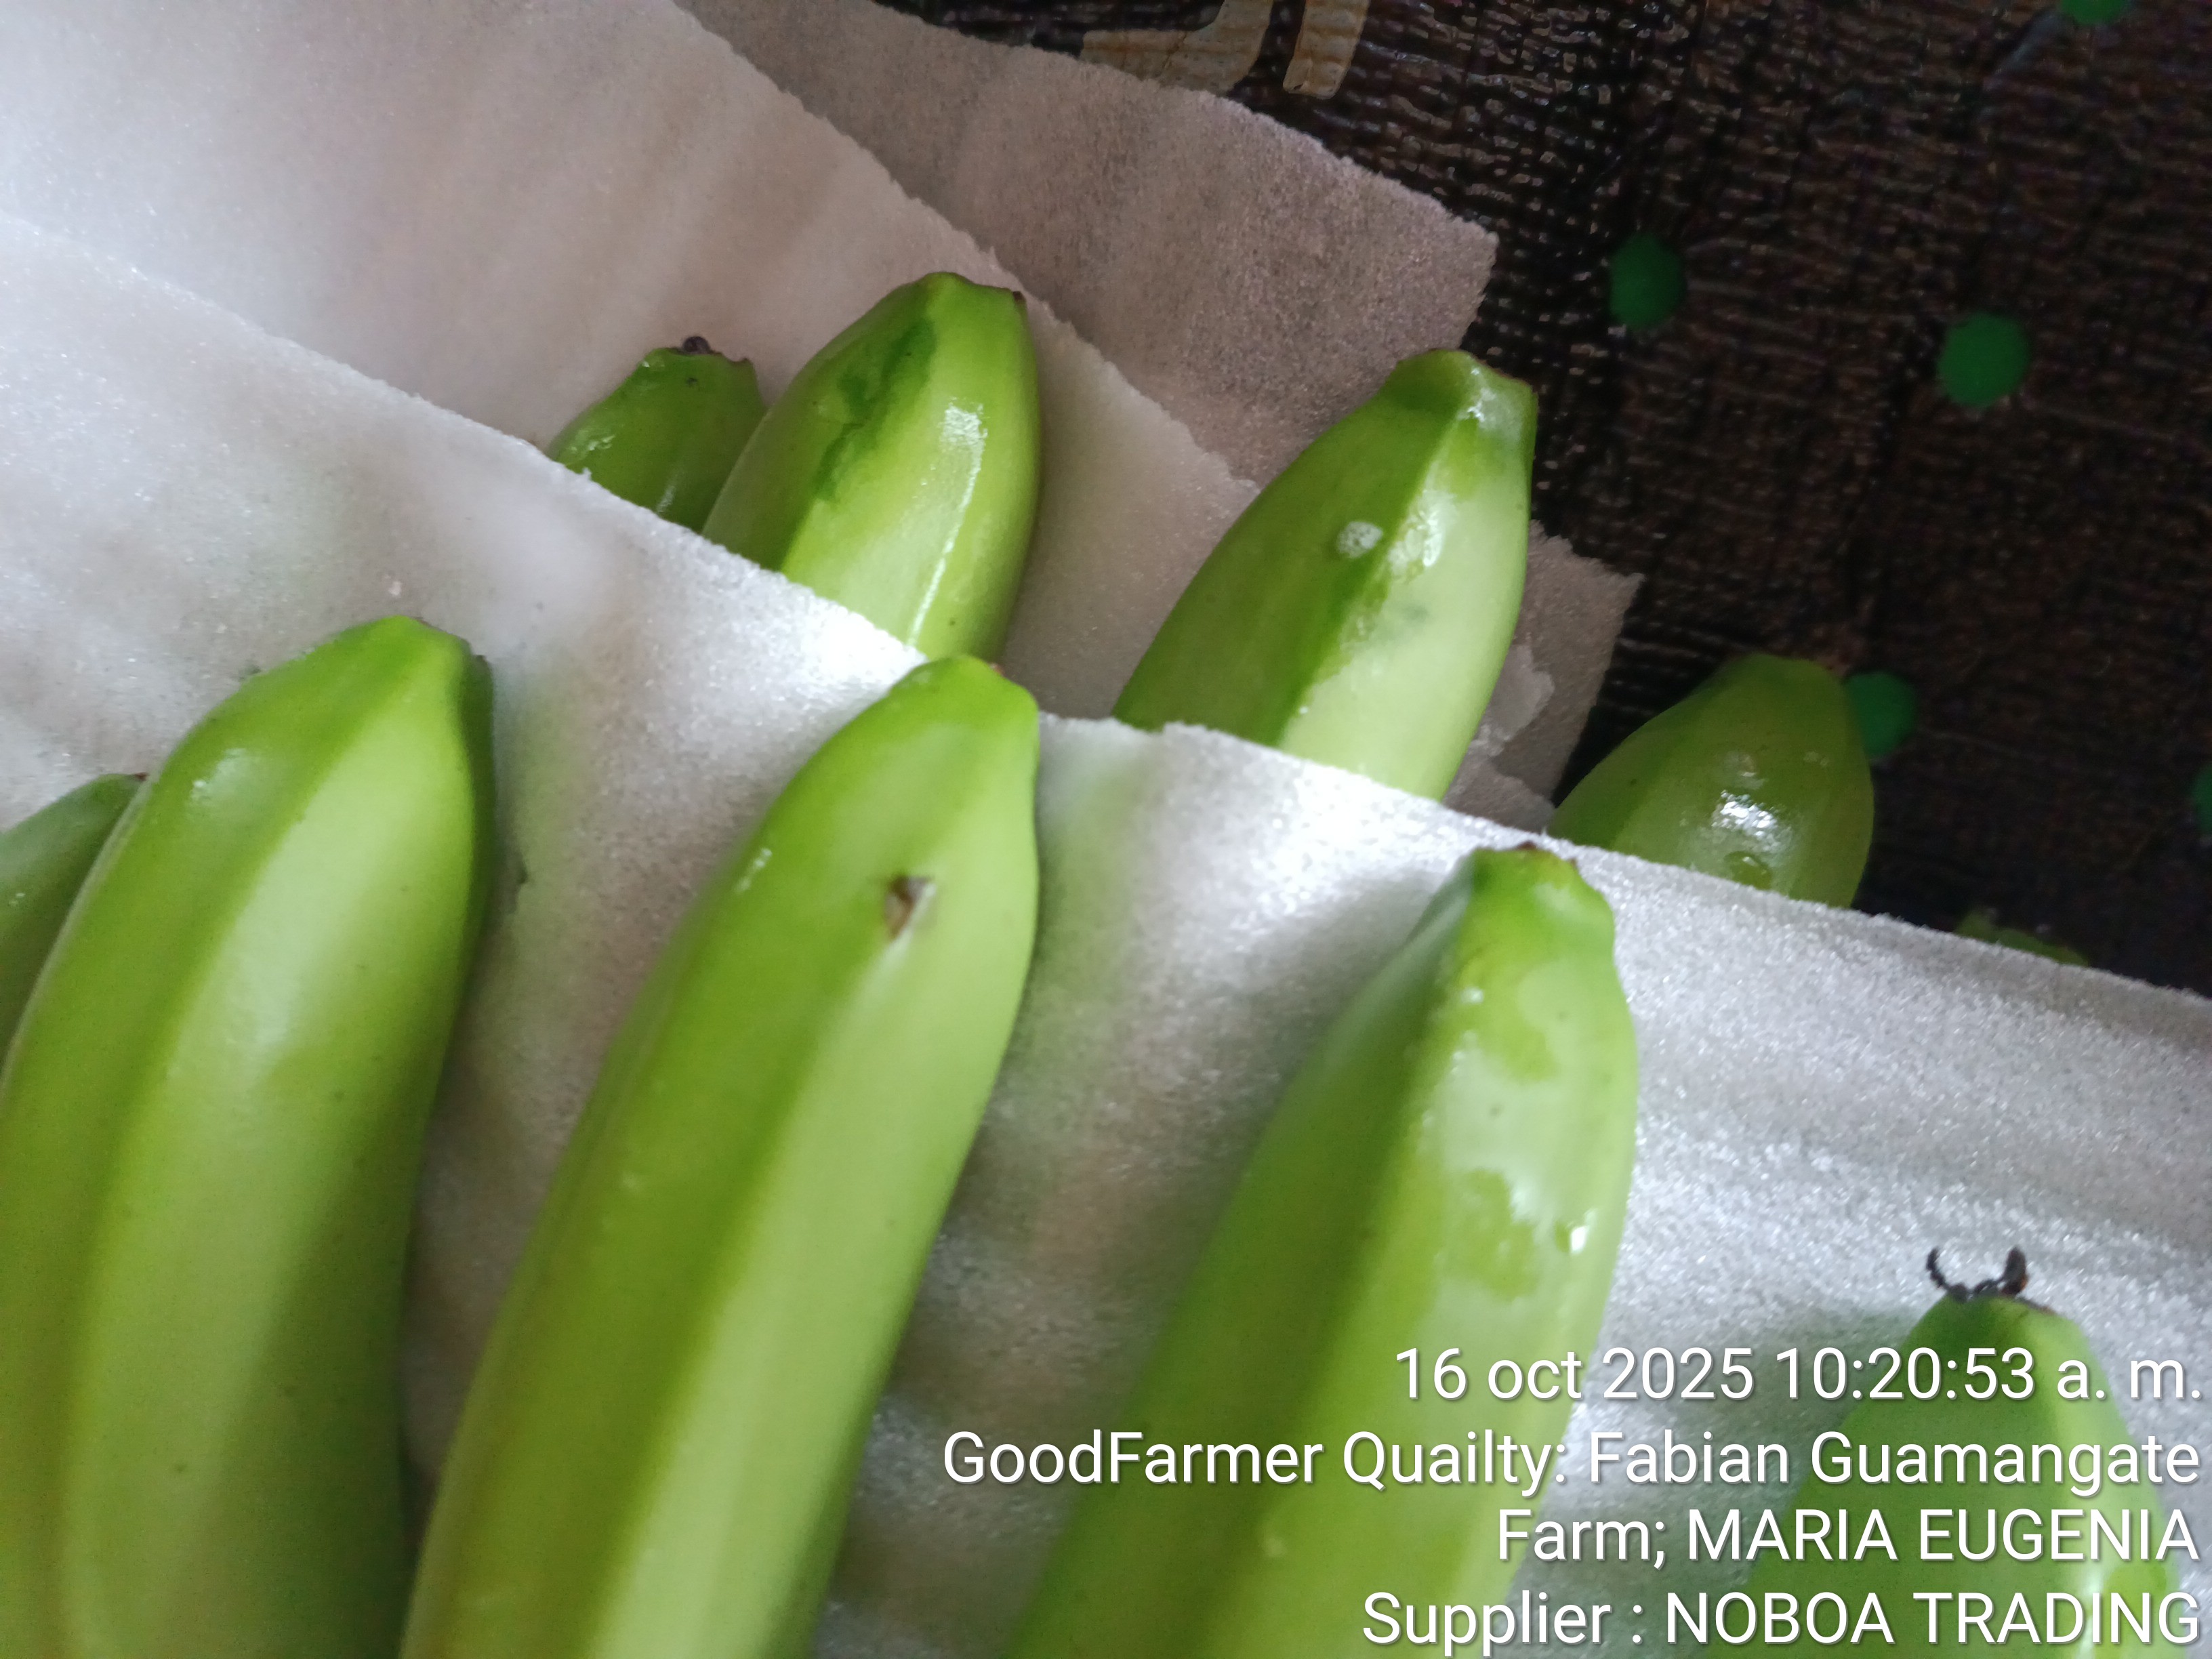 16 oct 2025 10:20:53 a. m.
GoodFarmer Quailty: Fabian Guamangate
Farm; MARIA EUGENIA
Supplier : NOBOA TRADING